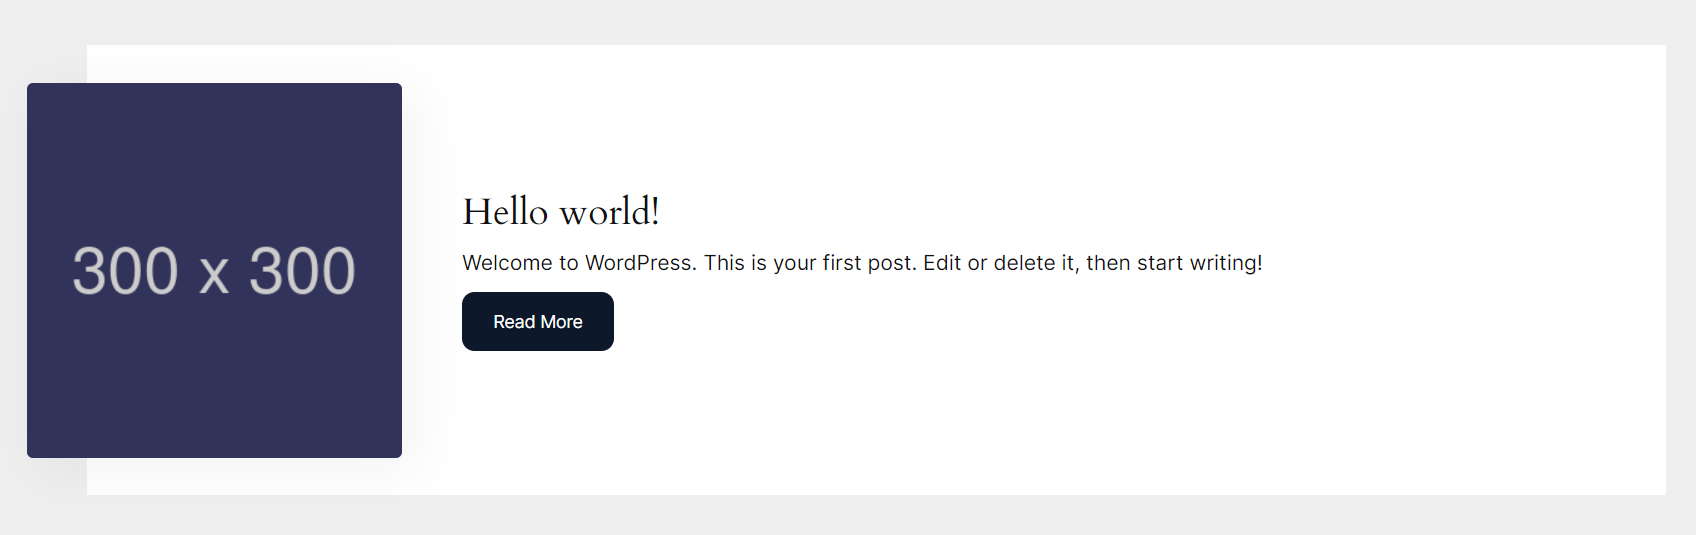 300 x 300
Hello world!
Welcome to WordPress. This is your first post. Edit or delete it, then start writing!
Read More